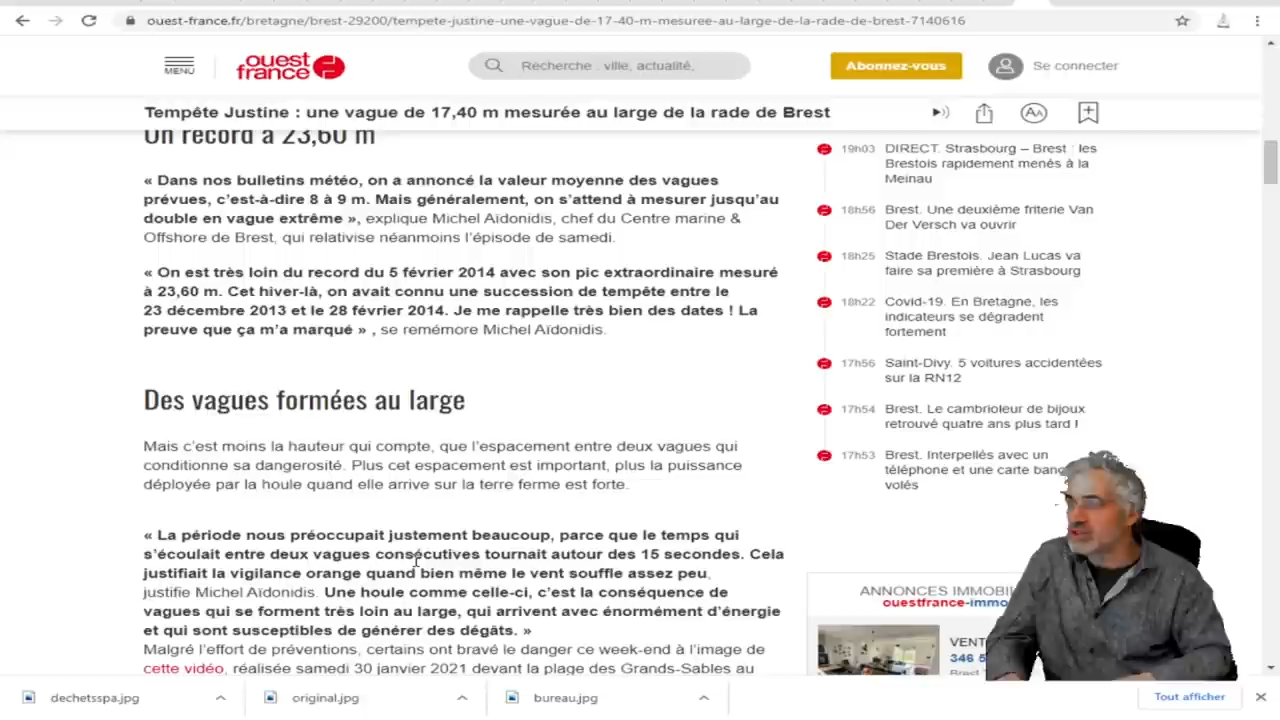 ouest-france.fr/bretagne/brest-29200/tempete-justine-une-vague-de-17-40-m-mesuree-au-large-de-la-rade-de-brest-7140616
MENU
ouest
france
Recherche : ville, actualité,
Abonnez-vous
Se connecter
Tempête Justine : une vague de 17,40 m mesurée au large de la rade de Brest
AA
Un record à 23,60 m
« Dans nos bulletins météo, on a annoncé la valeur moyenne des vagues
prévues, c'est-à-dire 8 à 9 m. Mais généralement, on s'attend à mesurer jusqu'au
double en vague extrême », explique Michel Aïdonidis, chef du Centre marine &
Offshore de Brest, qui relativise néanmoins l'épisode de samedi.
« On est très loin du record du 5 février 2014 avec son pic extraordinaire mesuré
à 23,60 m. Cet hiver-là, on avait connu une succession de tempête entre le
23 décembre 2013 et le 28 février 2014. Je me rappelle très bien des dates ! La
preuve que ça m'a marqué » , se remémore Michel Aïdonidis.
Des vagues formées au large
Mais c'est moins la hauteur qui compte, que l'espacement entre deux vagues qui
conditionne sa dangerosité. Plus cet espacement est important, plus la puissance
déployée par la houle quand elle arrive sur la terre ferme est forte.
« La période nous préoccupait justement beaucoup, parce que le temps qui
s'écoulait entre deux vagues consécutives tournait autour des 15 secondes. Cela
justifiait la vigilance orange quand bien même le vent souffle assez peu,
justifie Michel Aïdonidis. Une houle comme celle-ci, c'est la conséquence de
vagues qui se forment très loin au large, qui arrivent avec énormément d'énergie
et qui sont susceptibles de générer des dégâts. »
Malgré l'effort de préventions, certains ont bravé le danger ce week-end à l'image de
cette vidéo, réalisée samedi 30 janvier 2021 devant la plage des Grands-Sables au
19h03 DIRECT. Strasbourg – Brest : les
Brestois rapidement menés à la
Meinau
18h56 Brest. Une deuxième friterie Van
Der Versch va ouvrir
18h25 Stade Brestois. Jean Lucas va
faire sa première à Strasbourg
18h22 Covid-19. En Bretagne, les
indicateurs se dégradent
fortement
17h56 Saint-Divy. 5 voitures accidentées
sur la RN12
17h54 Brest. Le cambrioleur de bijoux
retrouvé quatre ans plus tard !
17h53 Brest. Interpellés avec un
téléphone et une carte banc
volés
ANNONCES IMMOBIL
ouestfrance-immo
VENT
346 5
Brest
dechetsspa.jpg
original.jpg
bureau.jpg
Tout afficher